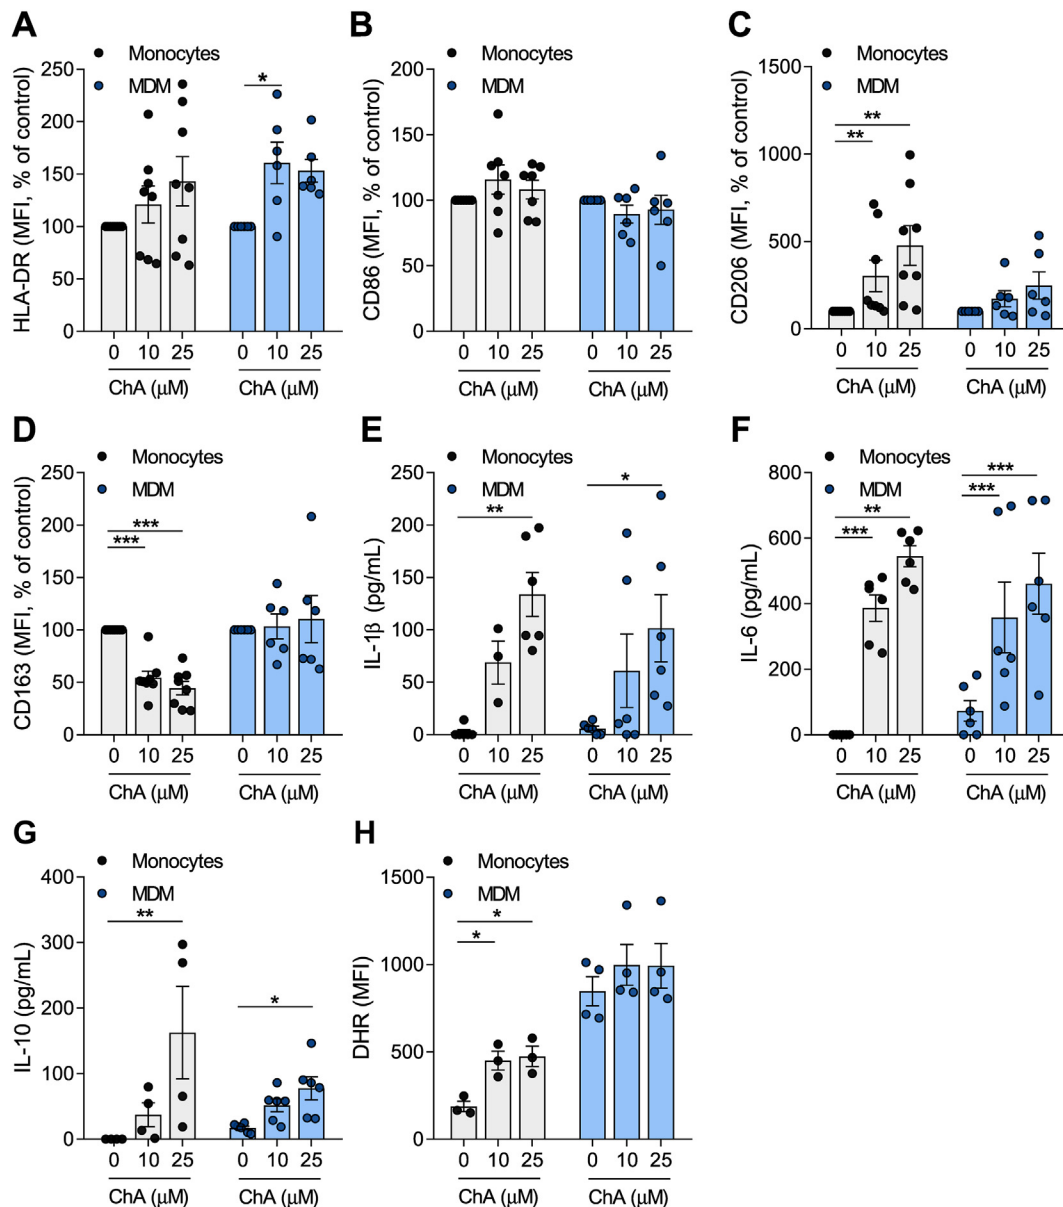 A
Monocytes
MDM
*
HLA-DR (MFI, % of control)
250
200
150
100
50
0
0 10 25 0 10 25
ChA (μM) ChA (μM)
B
Monocytes
MDM
CD86 (MFI, % of control)
200
150
100
50
0
0 10 25 0 10 25
ChA (μM) ChA (μM)
C
Monocytes
MDM
**
**
CD206 (MFI, % of control)
1500
1000
500
0
0 10 25 0 10 25
ChA (μM) ChA (μM)
D
Monocytes
MDM
***
***
CD163 (MFI, % of control)
250
200
150
100
50
0
0 10 25 0 10 25
ChA (μM) ChA (μM)
E
Monocytes
MDM
**
*
IL-1β (pg/mL)
250
200
150
100
50
0
0 10 25 0 10 25
ChA (μM) ChA (μM)
F
Monocytes
MDM
***
***
**
***
IL-6 (pg/mL)
800
600
400
200
0
0 10 25 0 10 25
ChA (μM) ChA (μM)
G
Monocytes
MDM
**
*
IL-10 (pg/mL)
400
300
200
100
0
0 10 25 0 10 25
ChA (μM) ChA (μM)
H
Monocytes
MDM
*
*
DHR (MFI)
1500
1000
500
0
0 10 25 0 10 25
ChA (μM) ChA (μM)